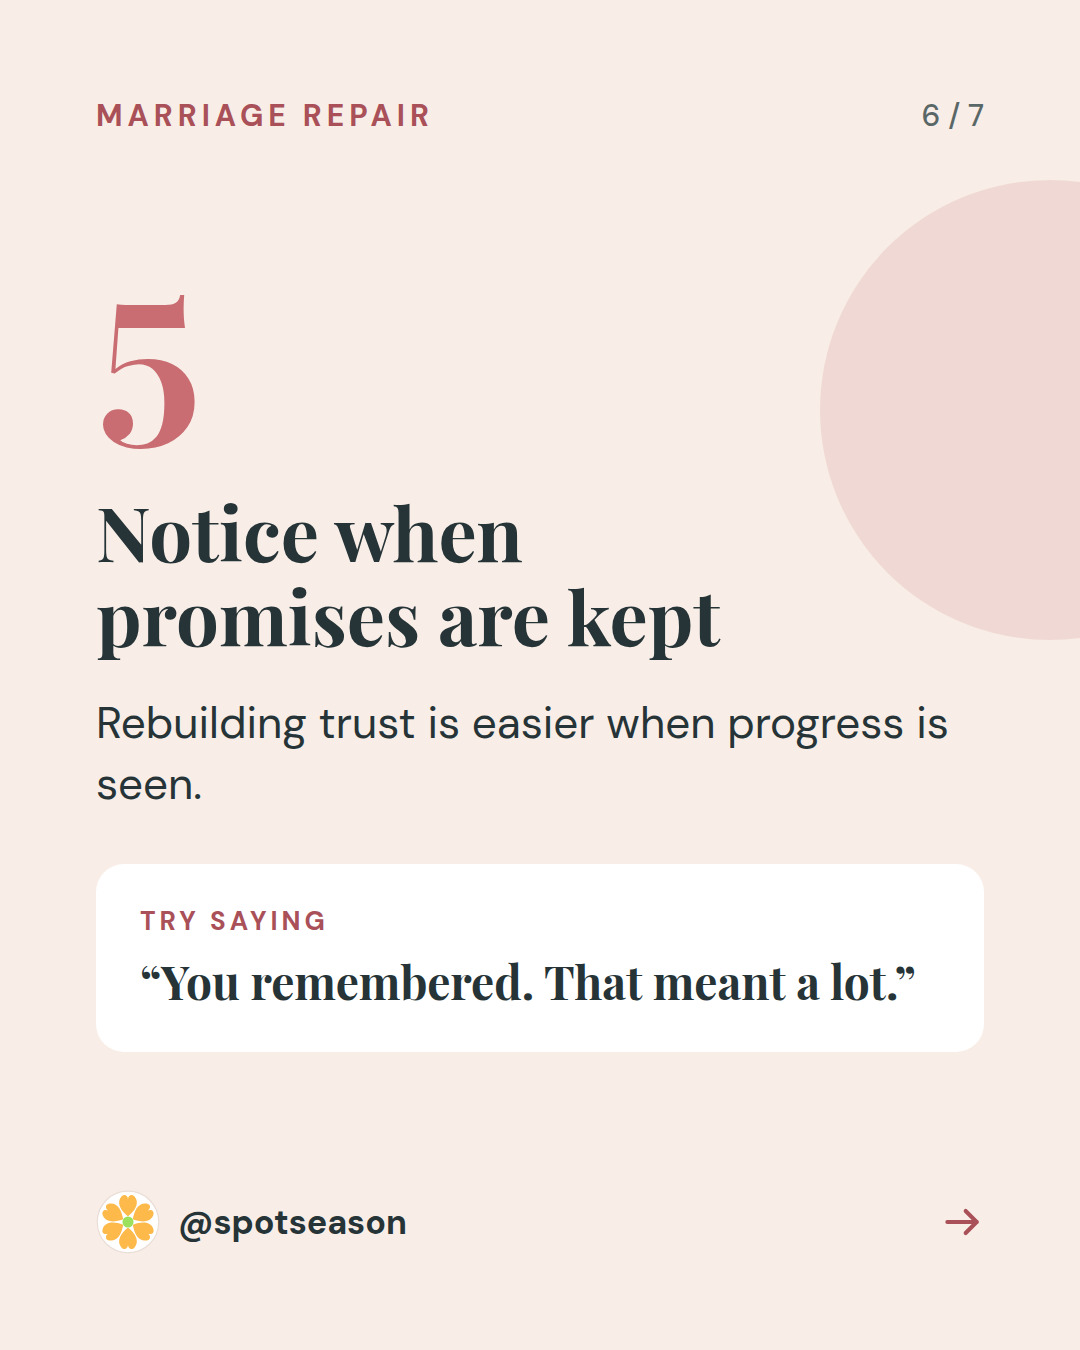 MARRIAGE REPAIR
6 / 7
5
Notice when
promises are kept
Rebuilding trust is easier when progress is
seen.
TRY SAYING
“You remembered. That meant a lot.”
@spotseason